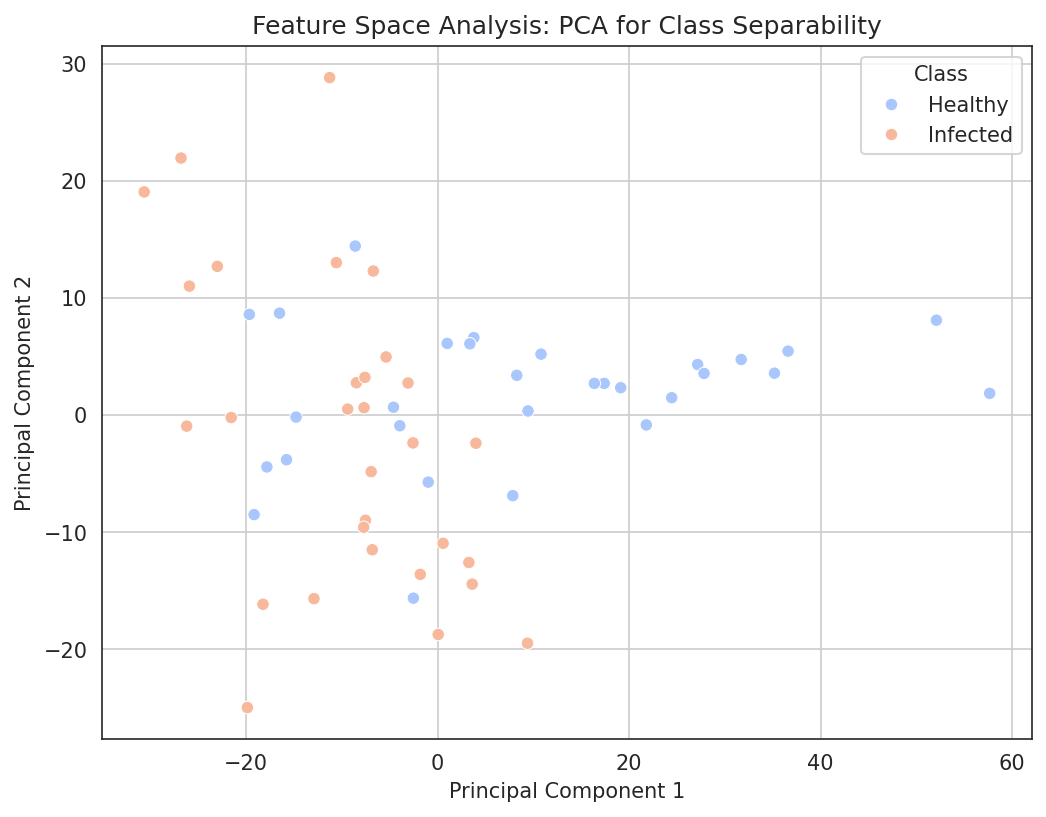 Feature Space Analysis: PCA for Class Separability
Class
Healthy
Infected
Principal Component 2
30
20
10
0
−10
−20
−20
0
20
40
60
Principal Component 1